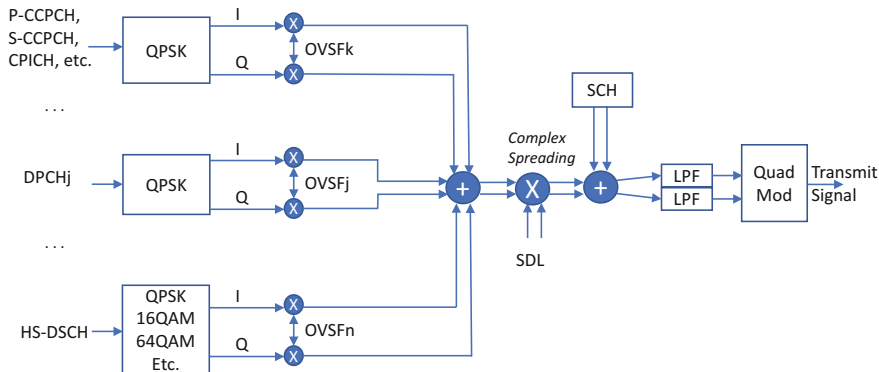 P-CCPCH,
S-CCPCH,
CPICH, etc.
QPSK
I
Q
X
X
OVSFk
. . .
DPCHj
QPSK
I
Q
X
X
OVSFj
. . .
HS-DSCH
QPSK
16QAM
64QAM
Etc.
I
Q
X
X
OVSFn
+
Complex
Spreading
X
SDL
SCH
+
LPF
LPF
Quad
Mod
Transmit
Signal